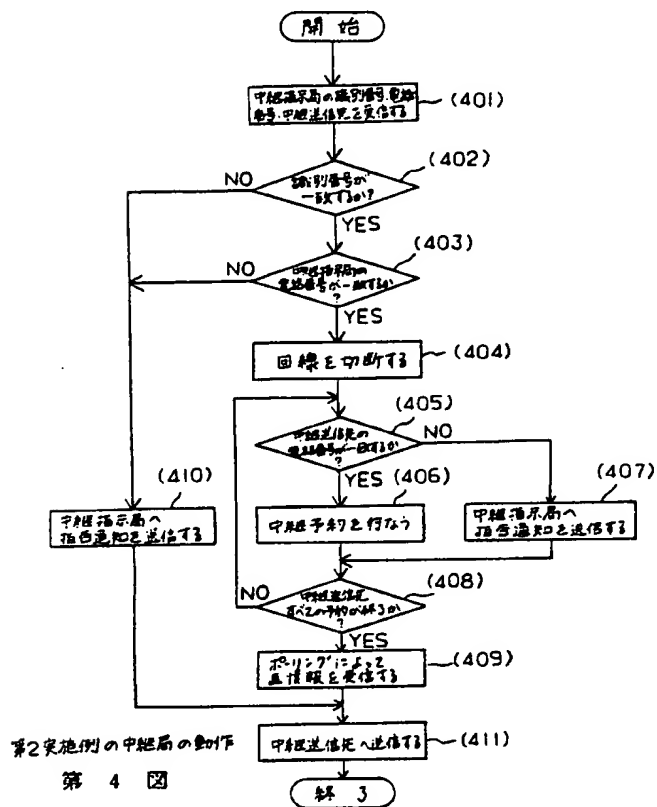 開始
中継指示局の識別番号、電話
番号、中継送信先を受信する
(401)
識別番号が
一致するか?
(402)
NO
YES
中継指示局の
電話番号が一致するか
?
(403)
NO
YES
回線を切断する
(404)
中継送信先の
電話番号が一致するか
?
(405)
NO
YES
中継予約を行なう
(406)
中継指示局へ
拒否通知を送信する
(407)
中継指示局へ
拒否通知を送信する
(410)
中継送信先
すべての予約が終るか
?
(408)
NO
YES
ポーリングによって
画情報を受信する
(409)
中継送信先へ送信する
(411)
終る
第2実施例の中継局の動作
第 4 図